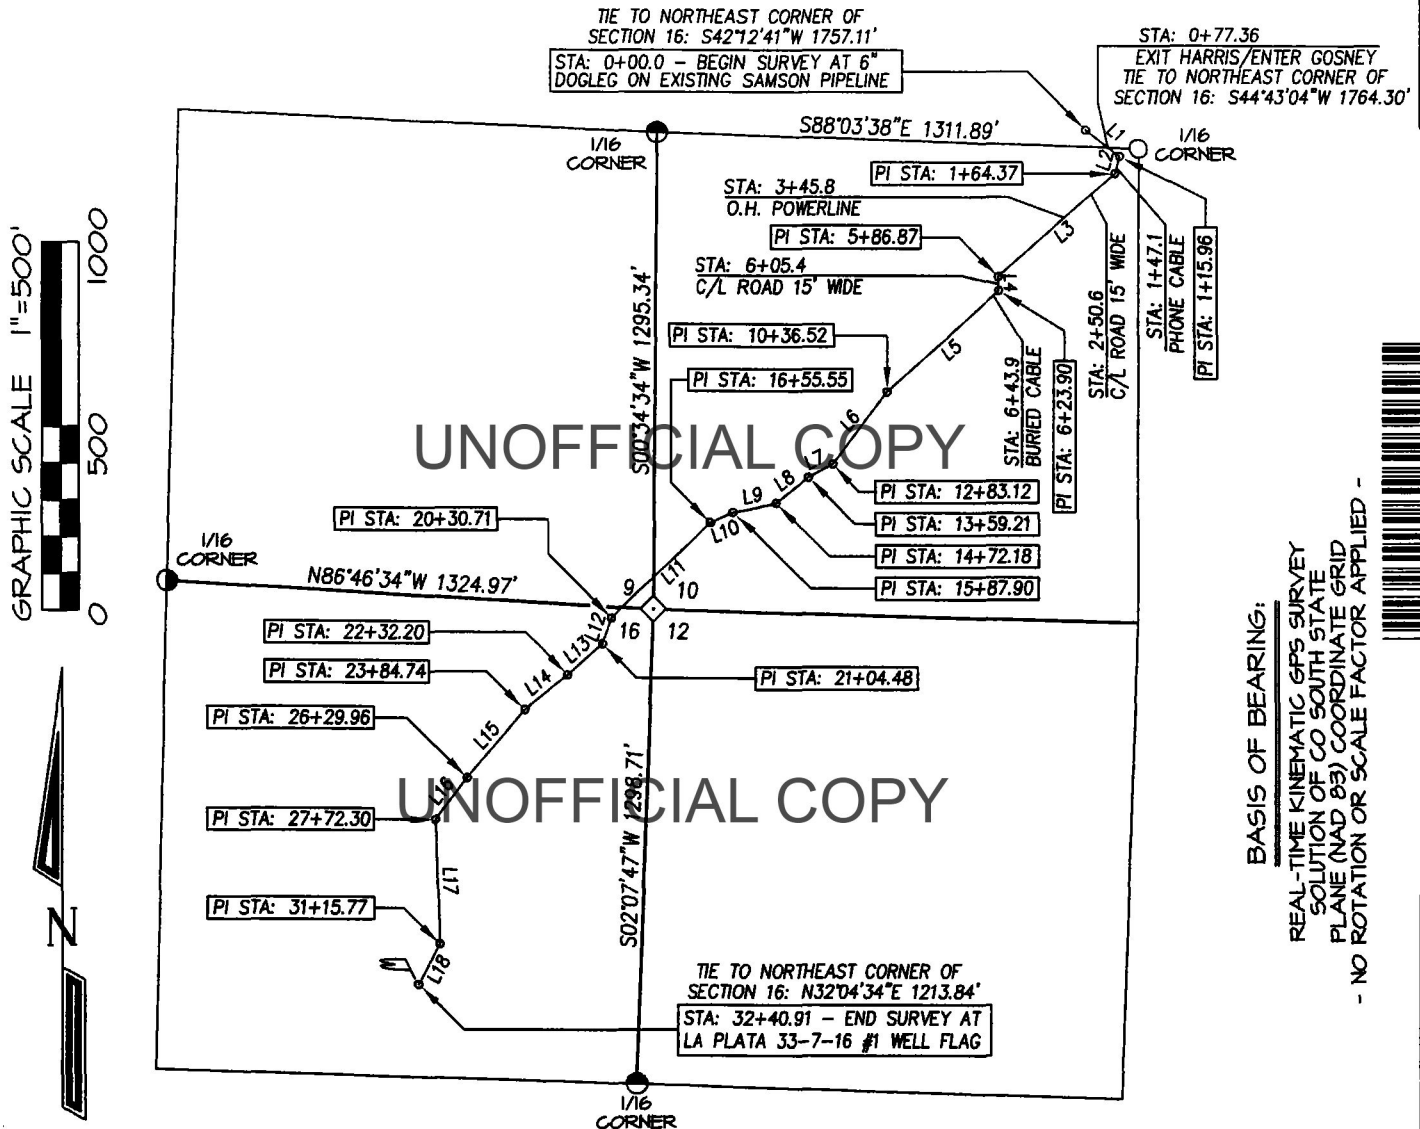 TIE TO NORTHEAST CORNER OF
SECTION 16: S42°12'41"W 1757.11'
STA: 0+00.0 - BEGIN SURVEY AT 6"
DOGLEG ON EXISTING SAMSON PIPELINE
STA: 0+77.36
EXIT HARRIS/ENTER GOSNEY
TIE TO NORTHEAST CORNER OF
SECTION 16: S44°43'04"W 1764.30'
S88°03'38"E 1311.89'
1/16
CORNER
1/16
CORNER
L1
L2
PI STA: 1+64.37
STA: 3+45.8
O.H. POWERLINE
L3
PI STA: 5+86.87
STA: 6+05.4
C/L ROAD 15' WIDE
L4
STA: 2+50.6
C/L ROAD 15' WIDE
STA: 1+47.1
PHONE CABLE
PI STA: 1+15.96
PI STA: 10+36.52
L5
STA: 6+43.9
BURIED CABLE
PI STA: 6+23.90
PI STA: 16+55.55
L6
S00°34'34"W 1295.34'
UNOFFICIAL COPY
L7
L8
L9
L10
PI STA: 12+83.12
PI STA: 13+59.21
PI STA: 14+72.18
PI STA: 15+87.90
PI STA: 20+30.71
1/16
CORNER
N86°46'34"W 1324.97'
L11
9
10
16
12
L12
PI STA: 22+32.20
L13
PI STA: 23+84.74
L14
PI STA: 21+04.48
PI STA: 26+29.96
L15
L16
UNOFFICIAL COPY
S02°07'47"W 1298.71'
PI STA: 27+72.30
L17
PI STA: 31+15.77
L18
TIE TO NORTHEAST CORNER OF
SECTION 16: N32°04'34"E 1213.84'
STA: 32+40.91 - END SURVEY AT
LA PLATA 33-7-16 #1 WELL FLAG
1/16
CORNER
GRAPHIC SCALE 1"=500'
0
500
1000
N
BASIS OF BEARING:
REAL-TIME KINEMATIC GPS SURVEY
SOLUTION OF CO SOUTH STATE
PLANE (NAD 83) COORDINATE GRID
- NO ROTATION OR SCALE FACTOR APPLIED -